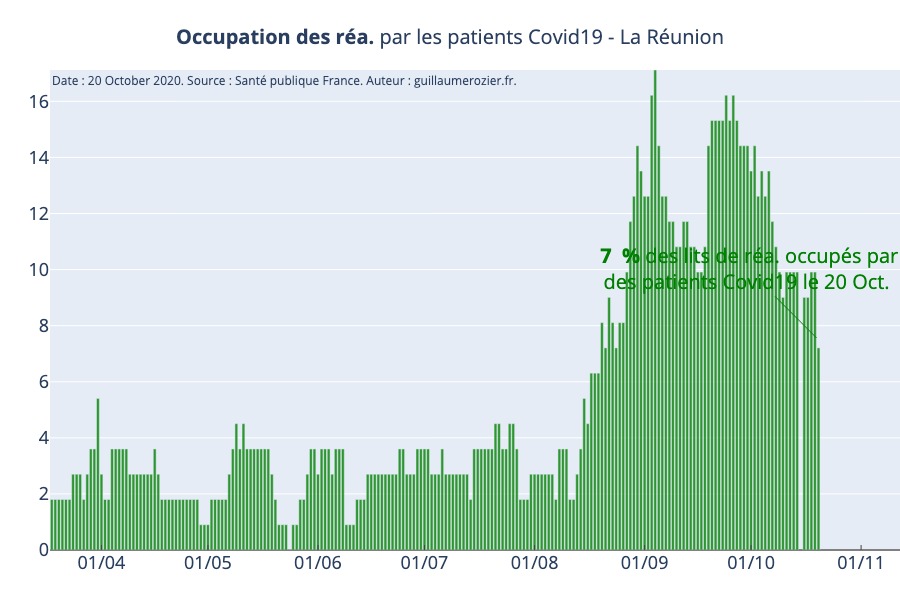 Occupation des réa. par les patients Covid19 - La Réunion
Date : 20 October 2020. Source : Santé publique France. Auteur : guillaumerozier.fr.
16
14
12
10
8
6
4
2
0
7 % des lits de réa. occupés par
des patients Covid19 le 20 Oct.
01/04 01/05 01/06 01/07 01/08 01/09 01/10 01/11